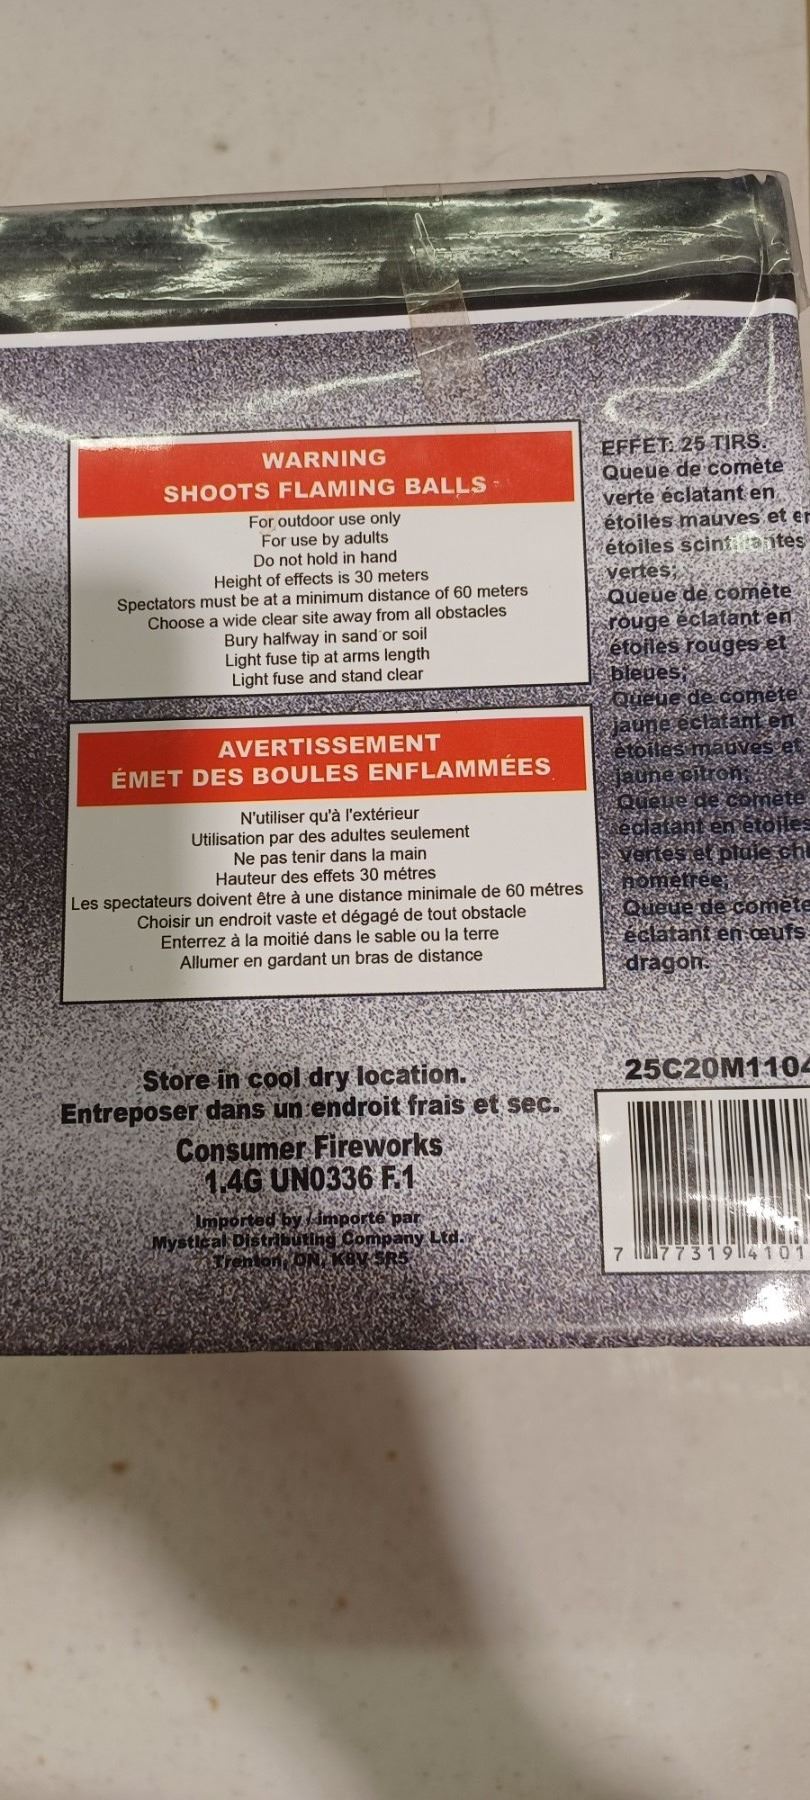 WARNING
SHOOTS FLAMING BALLS
For outdoor use only
For use by adults
Do not hold in hand
Height of effects is 30 meters
Spectators must be at a minimum distance of 60 meters
Choose a wide clear site away from all obstacles
Bury halfway in sand or soil
Light fuse tip at arms length
Light fuse and stand clear
AVERTISSEMENT
ÉMET DES BOULES ENFLAMMÉES
N'utiliser qu'à l'extérieur
Utilisation par des adultes seulement
Ne pas tenir dans la main
Hauteur des effets 30 métres
Les spectateurs doivent être à une distance minimale de 60 métres
Choisir un endroit vaste et dégagé de tout obstacle
Enterrez à la moitié dans le sable ou la terre
Allumer en gardant un bras de distance
Store in cool dry location.
Entreposer dans un endroit frais et sec.
Consumer Fireworks
1.4G UN0336 F.1
Imported by / importé par
Mystical Distributing Company Ltd.
Trenton, ON, K8V 5R5
EFFET: 25 TIRS.
Queue de comète
verte éclatant en
étoiles mauves et
étoiles
vertes;
Queue de comète
rouge éclatant en
étoiles rouges et
bleues;
Queue de comète
jaune éclatant en
étoiles mauves et
jaune citron;
Queue de comète
éclatant en
vertes et pluie
nométrée;
Queue de comète
éclatant en œufs
dragon.
25C20M1104
7 77319 4101